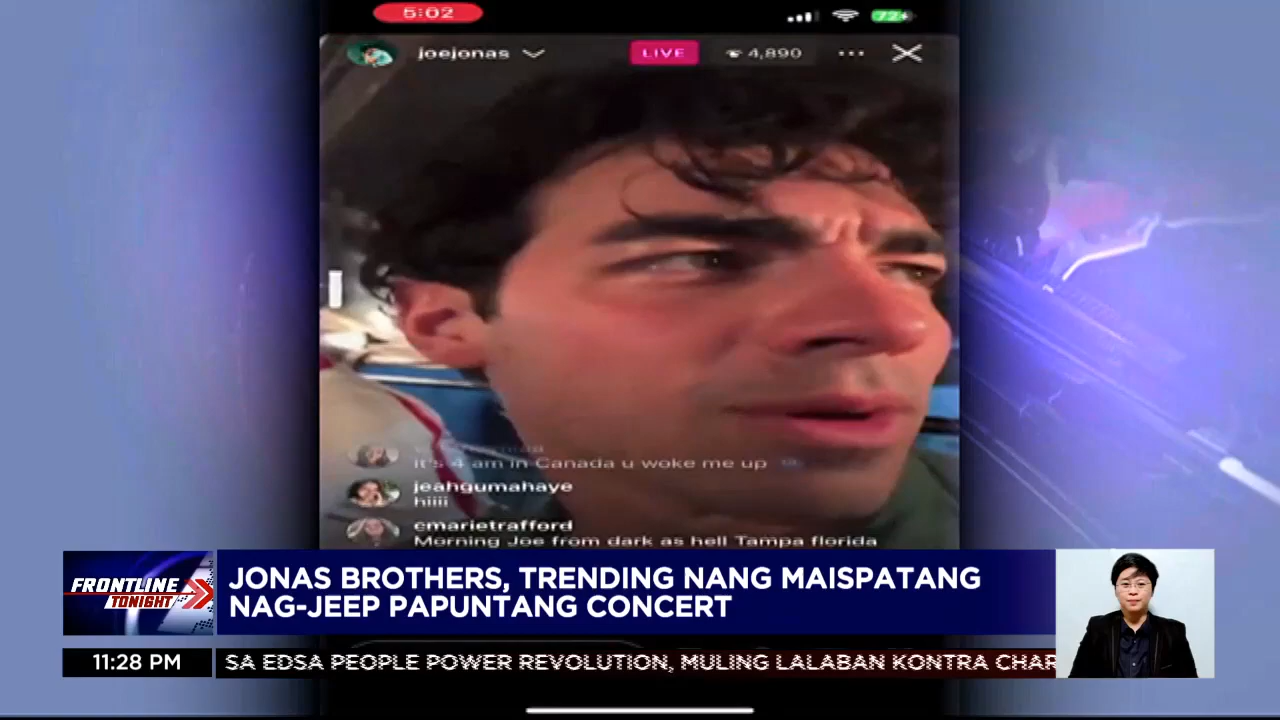 5:02
72
joejonas
LIVE
4,890
it's 4 am in Canada u woke me up
jeahgumahaye
hiiii
cmarietrafford
Morning Joe from dark as hell Tampa florida
FRONTLINE
TONIGHT
JONAS BROTHERS, TRENDING NANG MAISPATANG
NAG-JEEP PAPUNTANG CONCERT
11:28 PM
SA EDSA PEOPLE POWER REVOLUTION, MULING LALABAN KONTRA CHAR